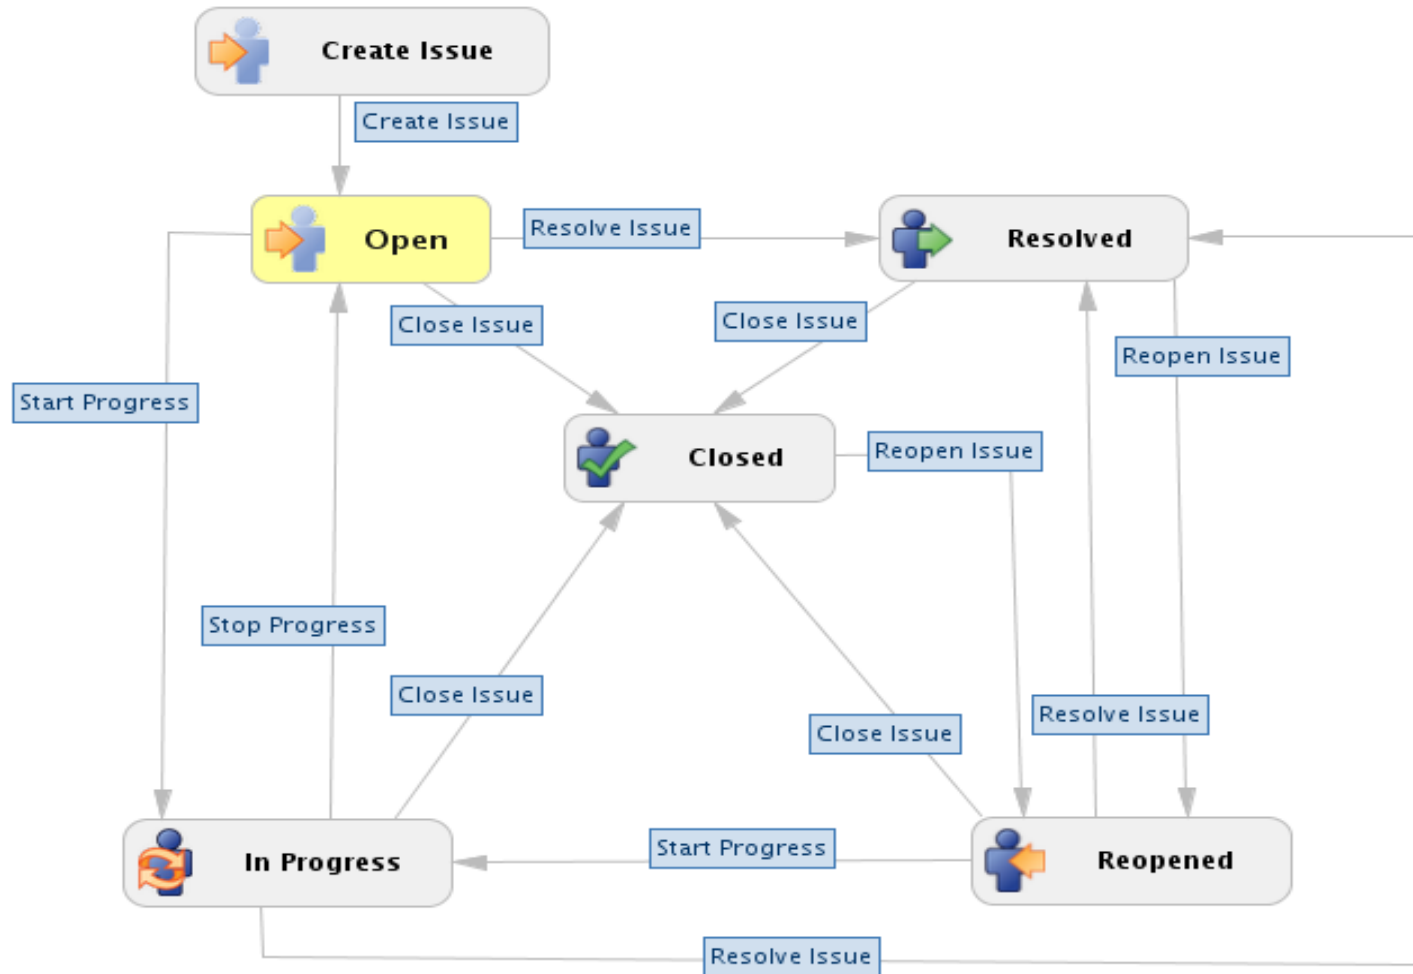 Create Issue
Create Issue
Open
Resolve Issue
Resolved
Close Issue
Close Issue
Reopen Issue
Start Progress
Closed
Reopen Issue
Stop Progress
Close Issue
Resolve Issue
Close Issue
In Progress
Start Progress
Reopened
Resolve Issue